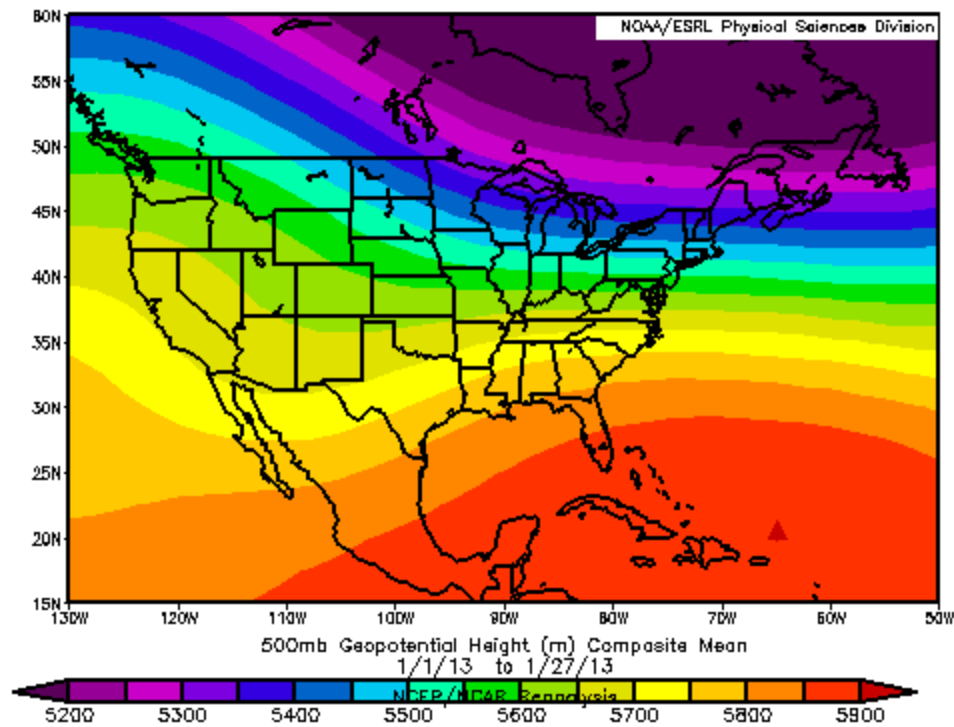 60N
NOAA/ESRL Physical Sciences Division
55N
50N
45N
40N
35N
30N
25N
20N
15N
130W 120W 110W 100W 90W 80W 70W 60W 50W
500mb Geopotential Height (m) Composite Mean
1/1/13 to 1/27/13
NCEP/NCAR Reanalysis
5200 5300 5400 5500 5600 5700 5800 5900